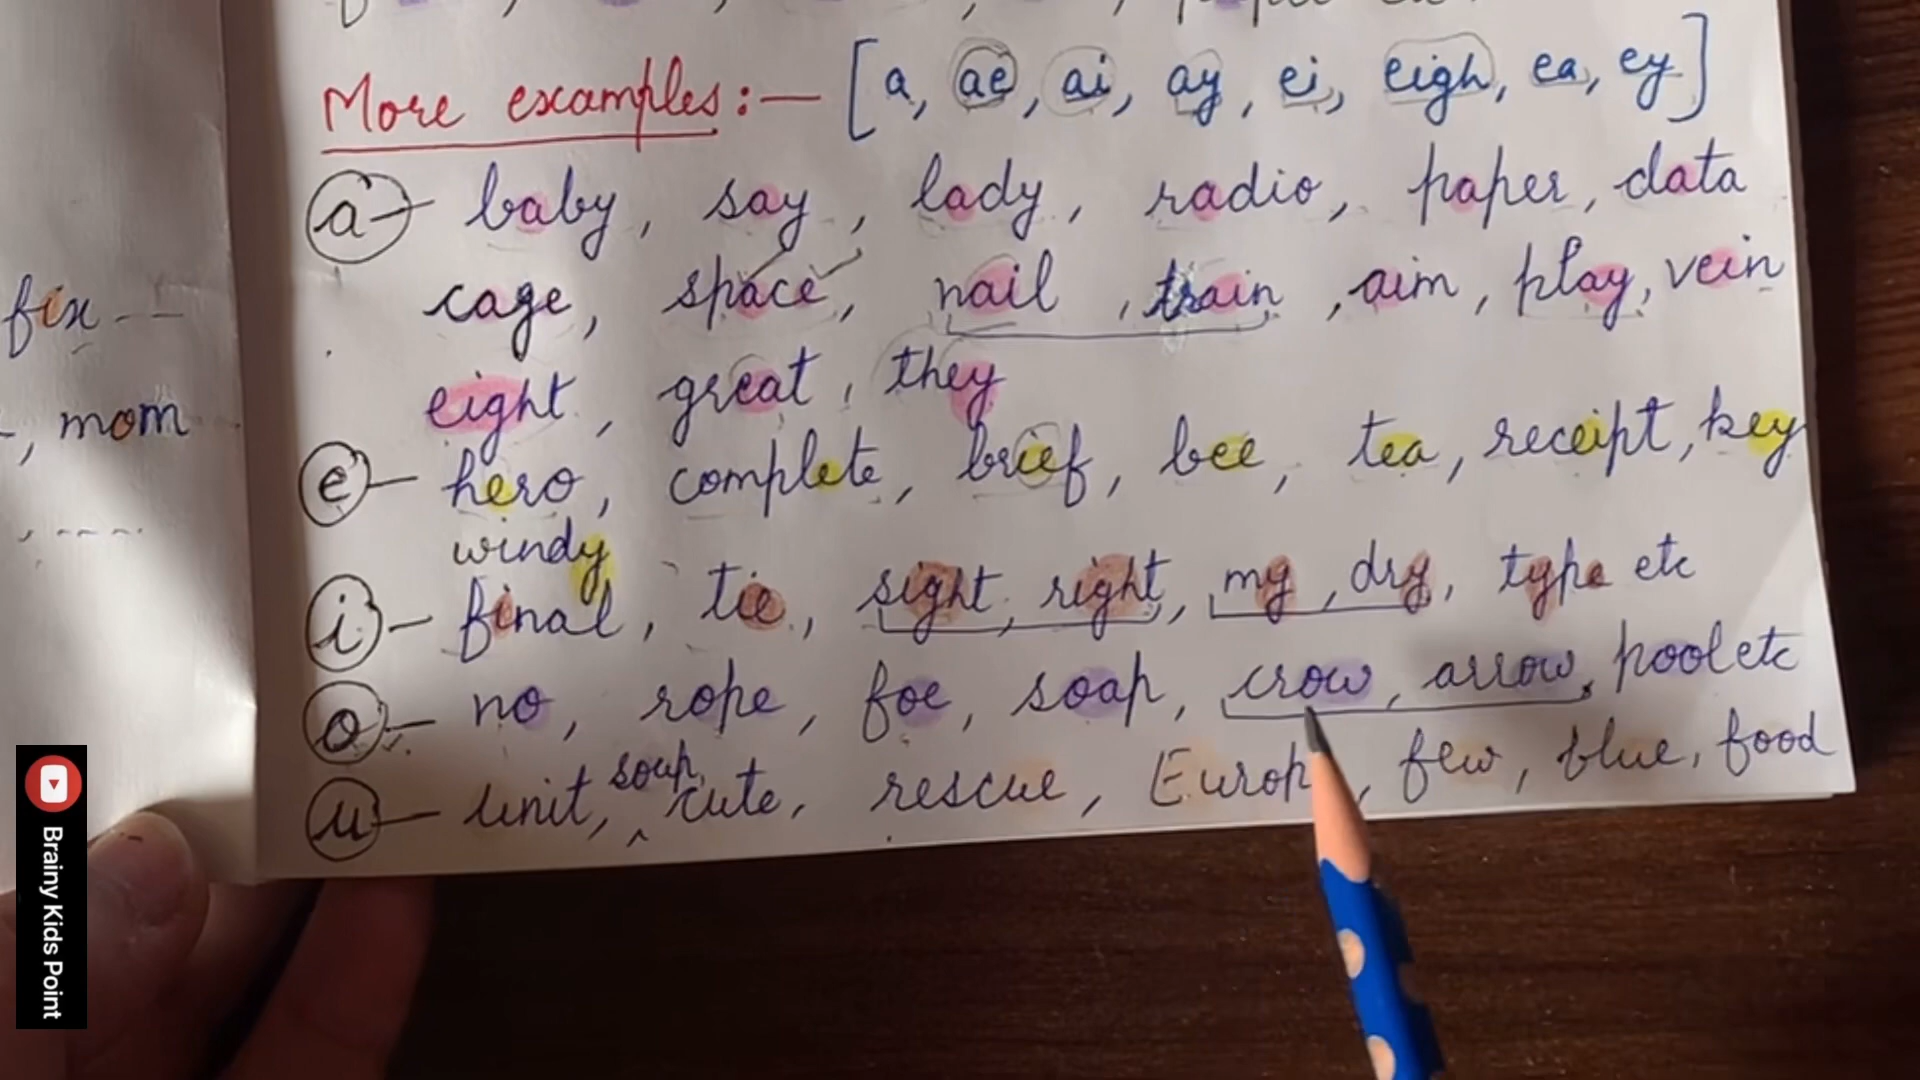 More examples :- [a, ae, ai, ay, ei, eigh, ea, ey]
a - baby, say, lady, radio, paper, data
cage, space, nail, train, aim, play, vein
eight, great, they
e - hero, complete, brief, bee, tea, receipt, key
windy
i - final, tie, sight, right, my, dry, type etc
o - no, rope, foe, soap, crow, arrow, pool etc
u - unit, soup, cute, rescue, Europ, few, blue, food
fix --
, mom
, ----
Brainy Kids Point